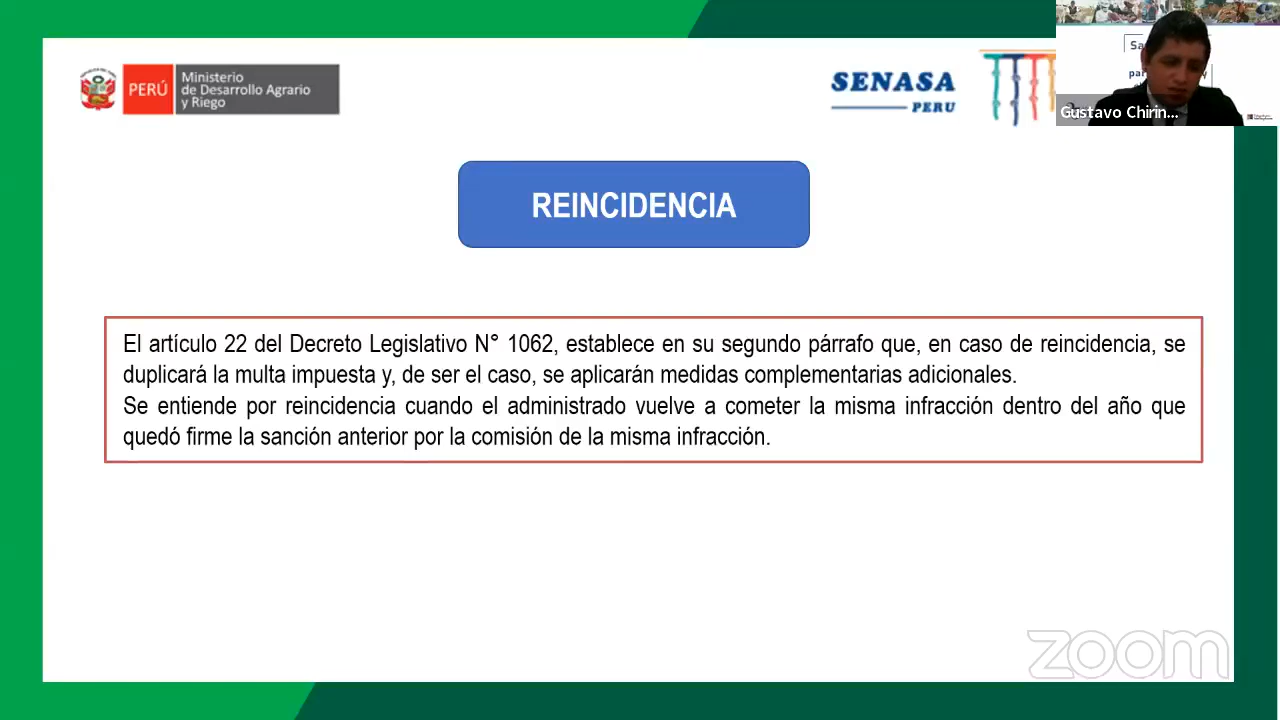 PERÚ
Ministerio
de Desarrollo Agrario
y Riego
SENASA
PERU
Gustavo Chirin...
REINCIDENCIA
El artículo 22 del Decreto Legislativo N° 1062, establece en su segundo párrafo que, en caso de reincidencia, se
duplicará la multa impuesta y, de ser el caso, se aplicarán medidas complementarias adicionales.
Se entiende por reincidencia cuando el administrado vuelve a cometer la misma infracción dentro del año que
quedó firme la sanción anterior por la comisión de la misma infracción.
zoom